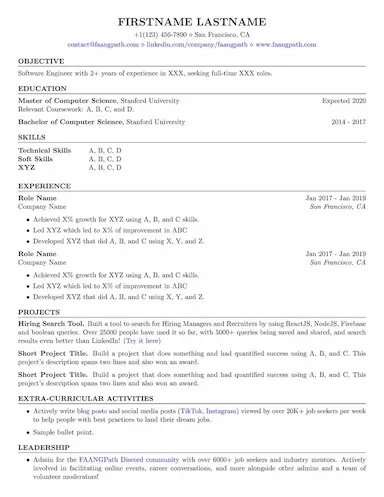 FIRSTNAME LASTNAME
+1(123) 456-7890 ⋄ San Francisco, CA
contact@faangpath.com ⋄ linkedin.com/company/faangpath ⋄ www.faangpath.com
OBJECTIVE
Software Engineer with 2+ years of experience in XXX, seeking full-time XXX roles.
EDUCATION
Master of Computer Science, Stanford University Expected 2020
Relevant Coursework: A, B, C, and D.
Bachelor of Computer Science, Stanford University 2014 - 2017
SKILLS
Technical Skills A, B, C, D
Soft Skills A, B, C, D
XYZ A, B, C, D
EXPERIENCE
Role Name Jan 2017 - Jan 2019
Company Name San Francisco, CA
• Achieved X% growth for XYZ using A, B, and C skills.
• Led XYZ which led to X% of improvement in ABC
• Developed XYZ that did A, B, and C using X, Y, and Z.
Role Name Jan 2017 - Jan 2019
Company Name San Francisco, CA
• Achieved X% growth for XYZ using A, B, and C skills.
• Led XYZ which led to X% of improvement in ABC
• Developed XYZ that did A, B, and C using X, Y, and Z.
PROJECTS
Hiring Search Tool. Built a tool to search for Hiring Managers and Recruiters by using ReactJS, NodeJS, Firebase
and boolean queries. Over 25000 people have used it so far, with 5000+ queries being saved and shared, and search
results even better than LinkedIn! (Try it here)
Short Project Title. Build a project that does something and had quantified success using A, B, and C. This
project's description spans two lines and also won an award.
Short Project Title. Build a project that does something and had quantified success using A, B, and C. This
project's description spans two lines and also won an award.
EXTRA-CURRICULAR ACTIVITIES
• Actively write blog posts and social media posts (TikTok, Instagram) viewed by over 20K+ job seekers per week
to help people with best practices to land their dream jobs.
• Sample bullet point.
LEADERSHIP
• Admin for the FAANGPath Discord community with over 6000+ job seekers and industry mentors. Actively
involved in facilitating online events, career conversations, and more alongside other admins and a team of
volunteer moderators!